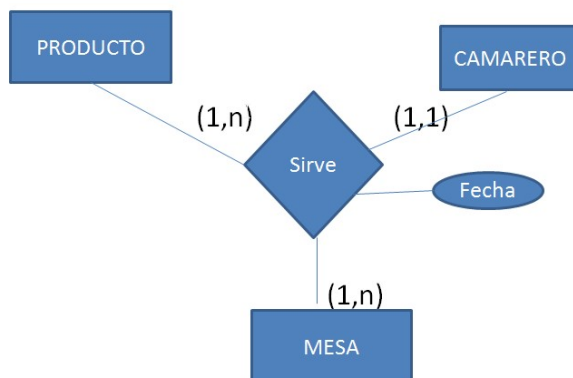 PRODUCTO
CAMARERO
(1,n)
(1,1)
Sirve
Fecha
(1,n)
MESA